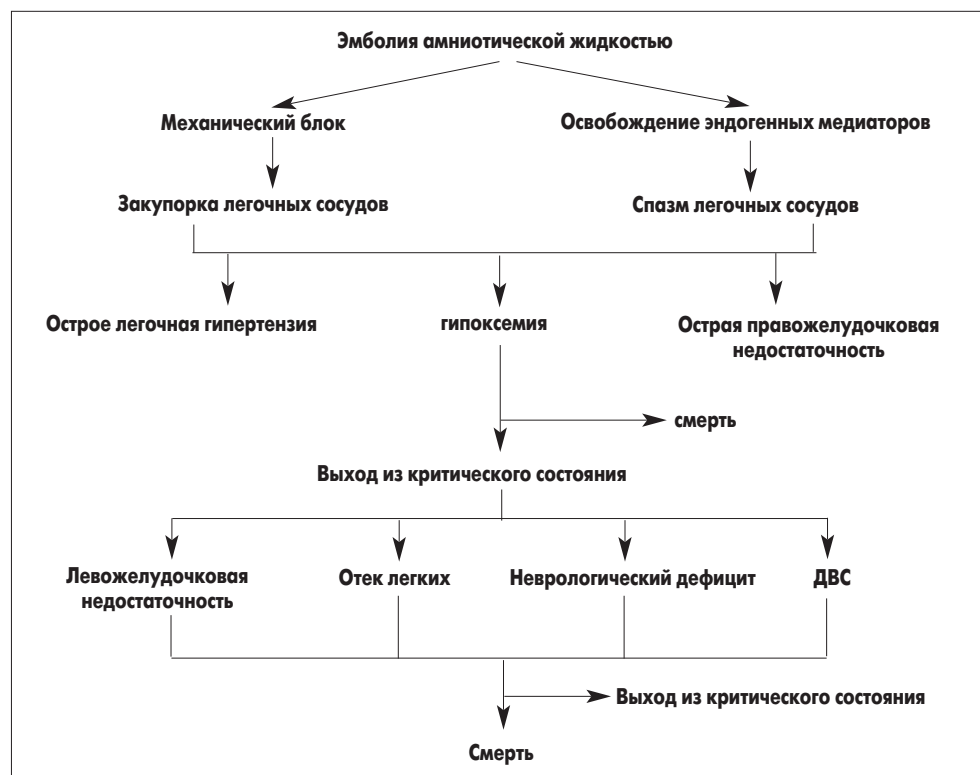 Эмболия амниотической жидкостью
Механический блок
Освобождение эндогенных медиаторов
Закупорка легочных сосудов
Спазм легочных сосудов
Острое легочная гипертензия
гипоксемия
Острая правожелудочковая
недостаточность
смерть
Выход из критического состояния
Левожелудочковая
недостаточность
Отек легких
Неврологический дефицит
ДВС
Выход из критического состояния
Смерть